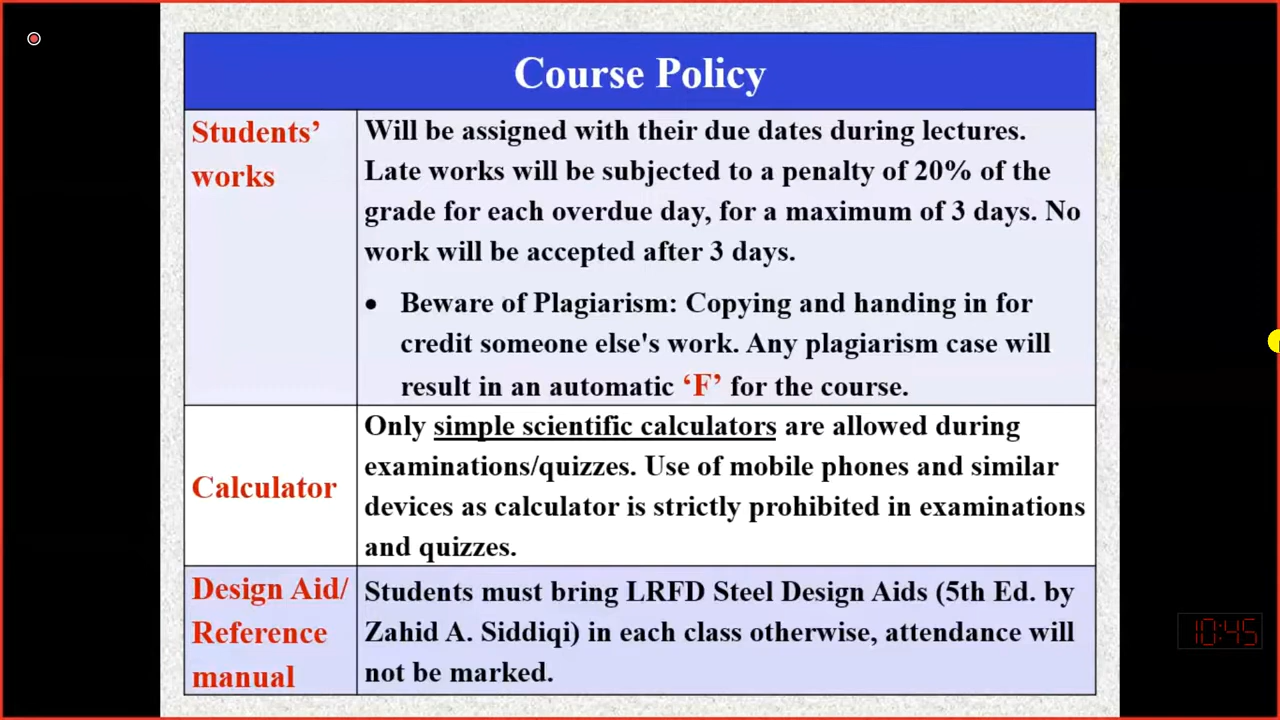 Course Policy
Students’
works
Will be assigned with their due dates during lectures.
Late works will be subjected to a penalty of 20% of the
grade for each overdue day, for a maximum of 3 days. No
work will be accepted after 3 days.
• Beware of Plagiarism: Copying and handing in for
credit someone else's work. Any plagiarism case will
result in an automatic ‘F’ for the course.
Calculator
Only simple scientific calculators are allowed during
examinations/quizzes. Use of mobile phones and similar
devices as calculator is strictly prohibited in examinations
and quizzes.
Design Aid/
Reference
manual
Students must bring LRFD Steel Design Aids (5th Ed. by
Zahid A. Siddiqi) in each class otherwise, attendance will
not be marked.
10:45